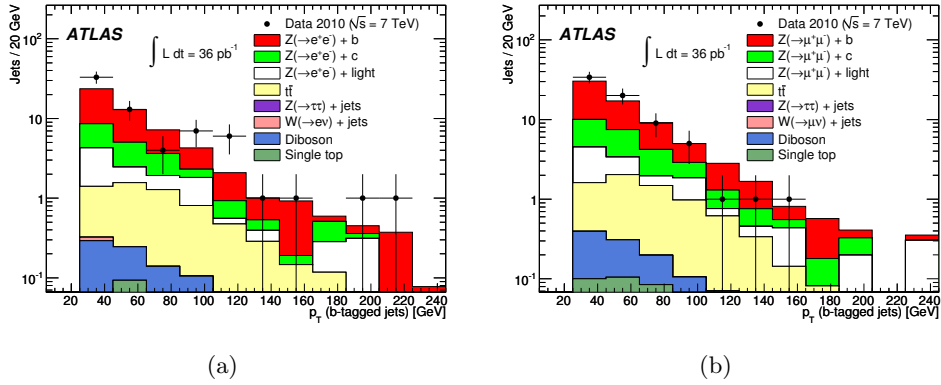 ATLAS
∫ L dt = 36 pb⁻¹
Data 2010 (√s = 7 TeV)
Z(→e⁺e⁻) + b
Z(→e⁺e⁻) + c
Z(→e⁺e⁻) + light
tt̄
Z(→ττ) + jets
W(→eν) + jets
Diboson
Single top
Jets / 20 GeV
10²
10
1
10⁻¹
20 40 60 80 100 120 140 160 180 200 220 240
p_T (b-tagged jets) [GeV]
(a)
ATLAS
∫ L dt = 36 pb⁻¹
Data 2010 (√s = 7 TeV)
Z(→μ⁺μ⁻) + b
Z(→μ⁺μ⁻) + c
Z(→μ⁺μ⁻) + light
tt̄
Z(→ττ) + jets
W(→μν) + jets
Diboson
Single top
Jets / 20 GeV
10²
10
1
10⁻¹
20 40 60 80 100 120 140 160 180 200 220 240
p_T (b-tagged jets) [GeV]
(b)